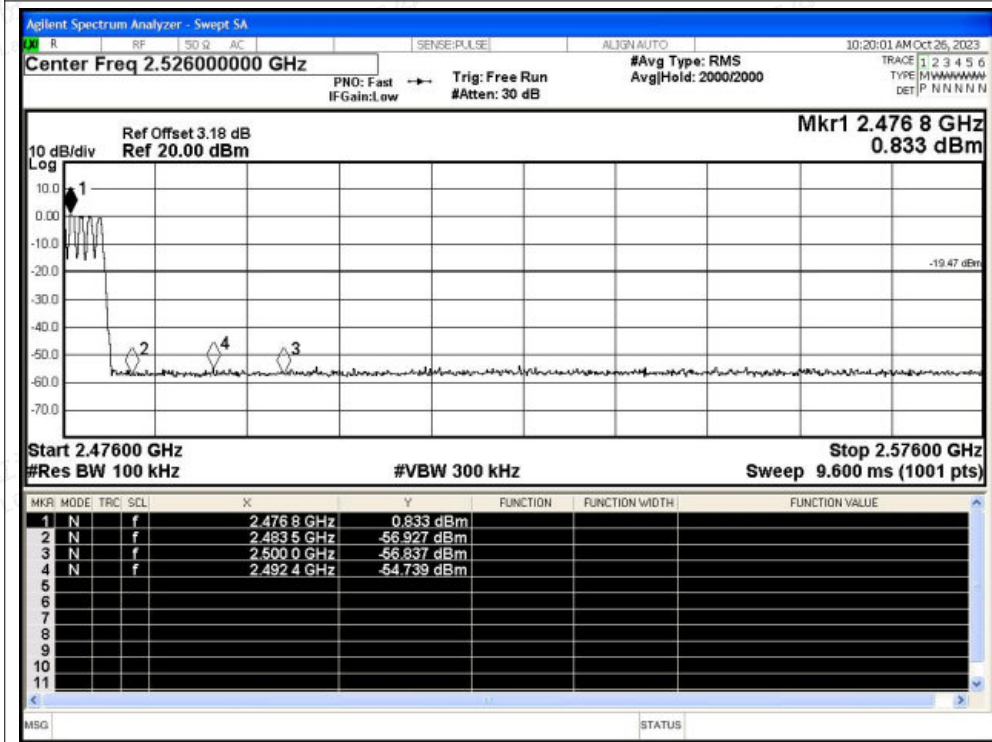 Agilent Spectrum Analyzer - Swept SA
LXI R RF 50 Ω AC SENSE:PULSE ALIGN AUTO 10:20:01 AM Oct 26, 2023
Center Freq 2.526000000 GHz #Avg Type: RMS TRACE 1 2 3 4 5 6
PNO: Fast Trig: Free Run Avg|Hold: 2000/2000 TYPE MWWWWW
IFGain:Low #Atten: 30 dB DET P N N N N N
Mkr1 2.476 8 GHz
Ref Offset 3.18 dB
10 dB/div Ref 20.00 dBm 0.833 dBm
Log
10.0
1
0.00
-10.0
-19.47 dBm
-20.0
-30.0
-40.0
-50.0 2 4 3
-60.0
-70.0
Start 2.47600 GHz Stop 2.57600 GHz
#Res BW 100 kHz #VBW 300 kHz Sweep 9.600 ms (1001 pts)
MKR MODE TRC SCL X Y FUNCTION FUNCTION WIDTH FUNCTION VALUE
1 N f 2.476 8 GHz 0.833 dBm
2 N f 2.483 5 GHz -56.927 dBm
3 N f 2.500 0 GHz -56.837 dBm
4 N f 2.492 4 GHz -54.739 dBm
5
6
7
8
9
10
11
MSG STATUS